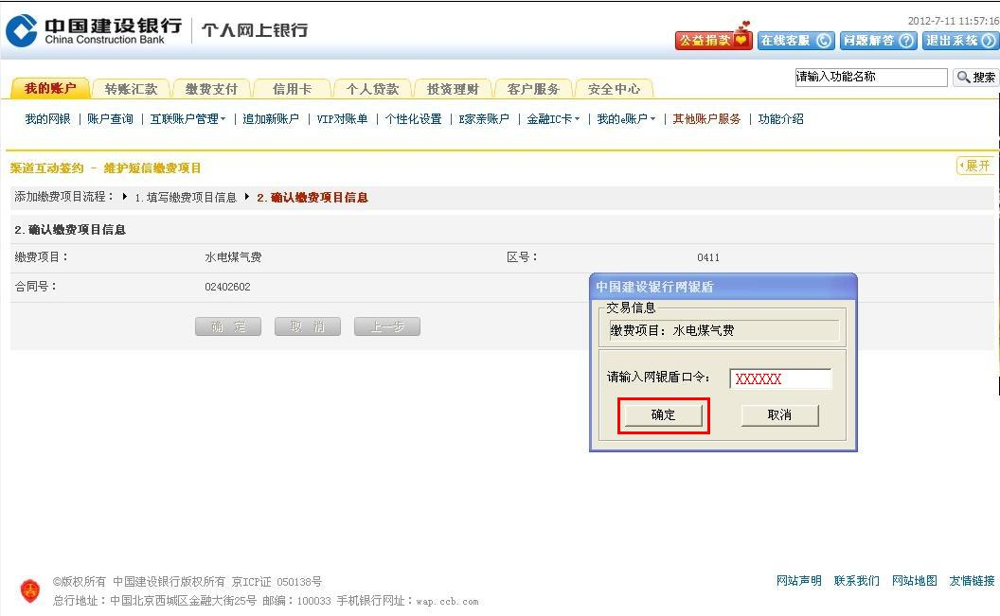 中国建设银行 个人网上银行
China Construction Bank
2012-7-11 11:57:16
公益捐款 在线客服 问题解答 退出系统
我的账户 转账汇款 缴费支付 信用卡 个人贷款 投资理财 客户服务 安全中心 请输入功能名称 搜索
我的网银 | 账户查询 | 互联账户管理 | 追加新账户 | VIP对账单 | 个性化设置 | E家亲账户 | 金融IC卡 | 我的e账户 | 其他账户服务 | 功能介绍
渠道互动签约 - 维护短信缴费项目 展开
添加缴费项目流程： 1.填写缴费项目信息 2.确认缴费项目信息
2.确认缴费项目信息
缴费项目： 水电煤气费 区号： 0411
合同号： 02402602
确 定 取 消 上一步
中国建设银行网银盾
交易信息
缴费项目：水电煤气费
请输入网银盾口令： XXXXXX
确定 取消
©版权所有 中国建设银行版权所有 京ICP证 050138号
总行地址：中国北京西城区金融大街25号 邮编：100033 手机银行网址：wap.ccb.com
网站声明 联系我们 网站地图 友情链接